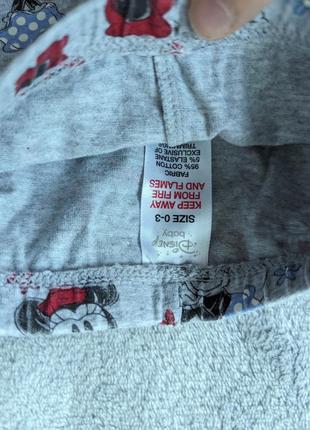 Disney
baby
SIZE 0-3
KEEP AWAY
FROM FIRE
AND FLAMES
FABRIC
95% COTTON
5% ELASTANE
EXCLUSIVE OF